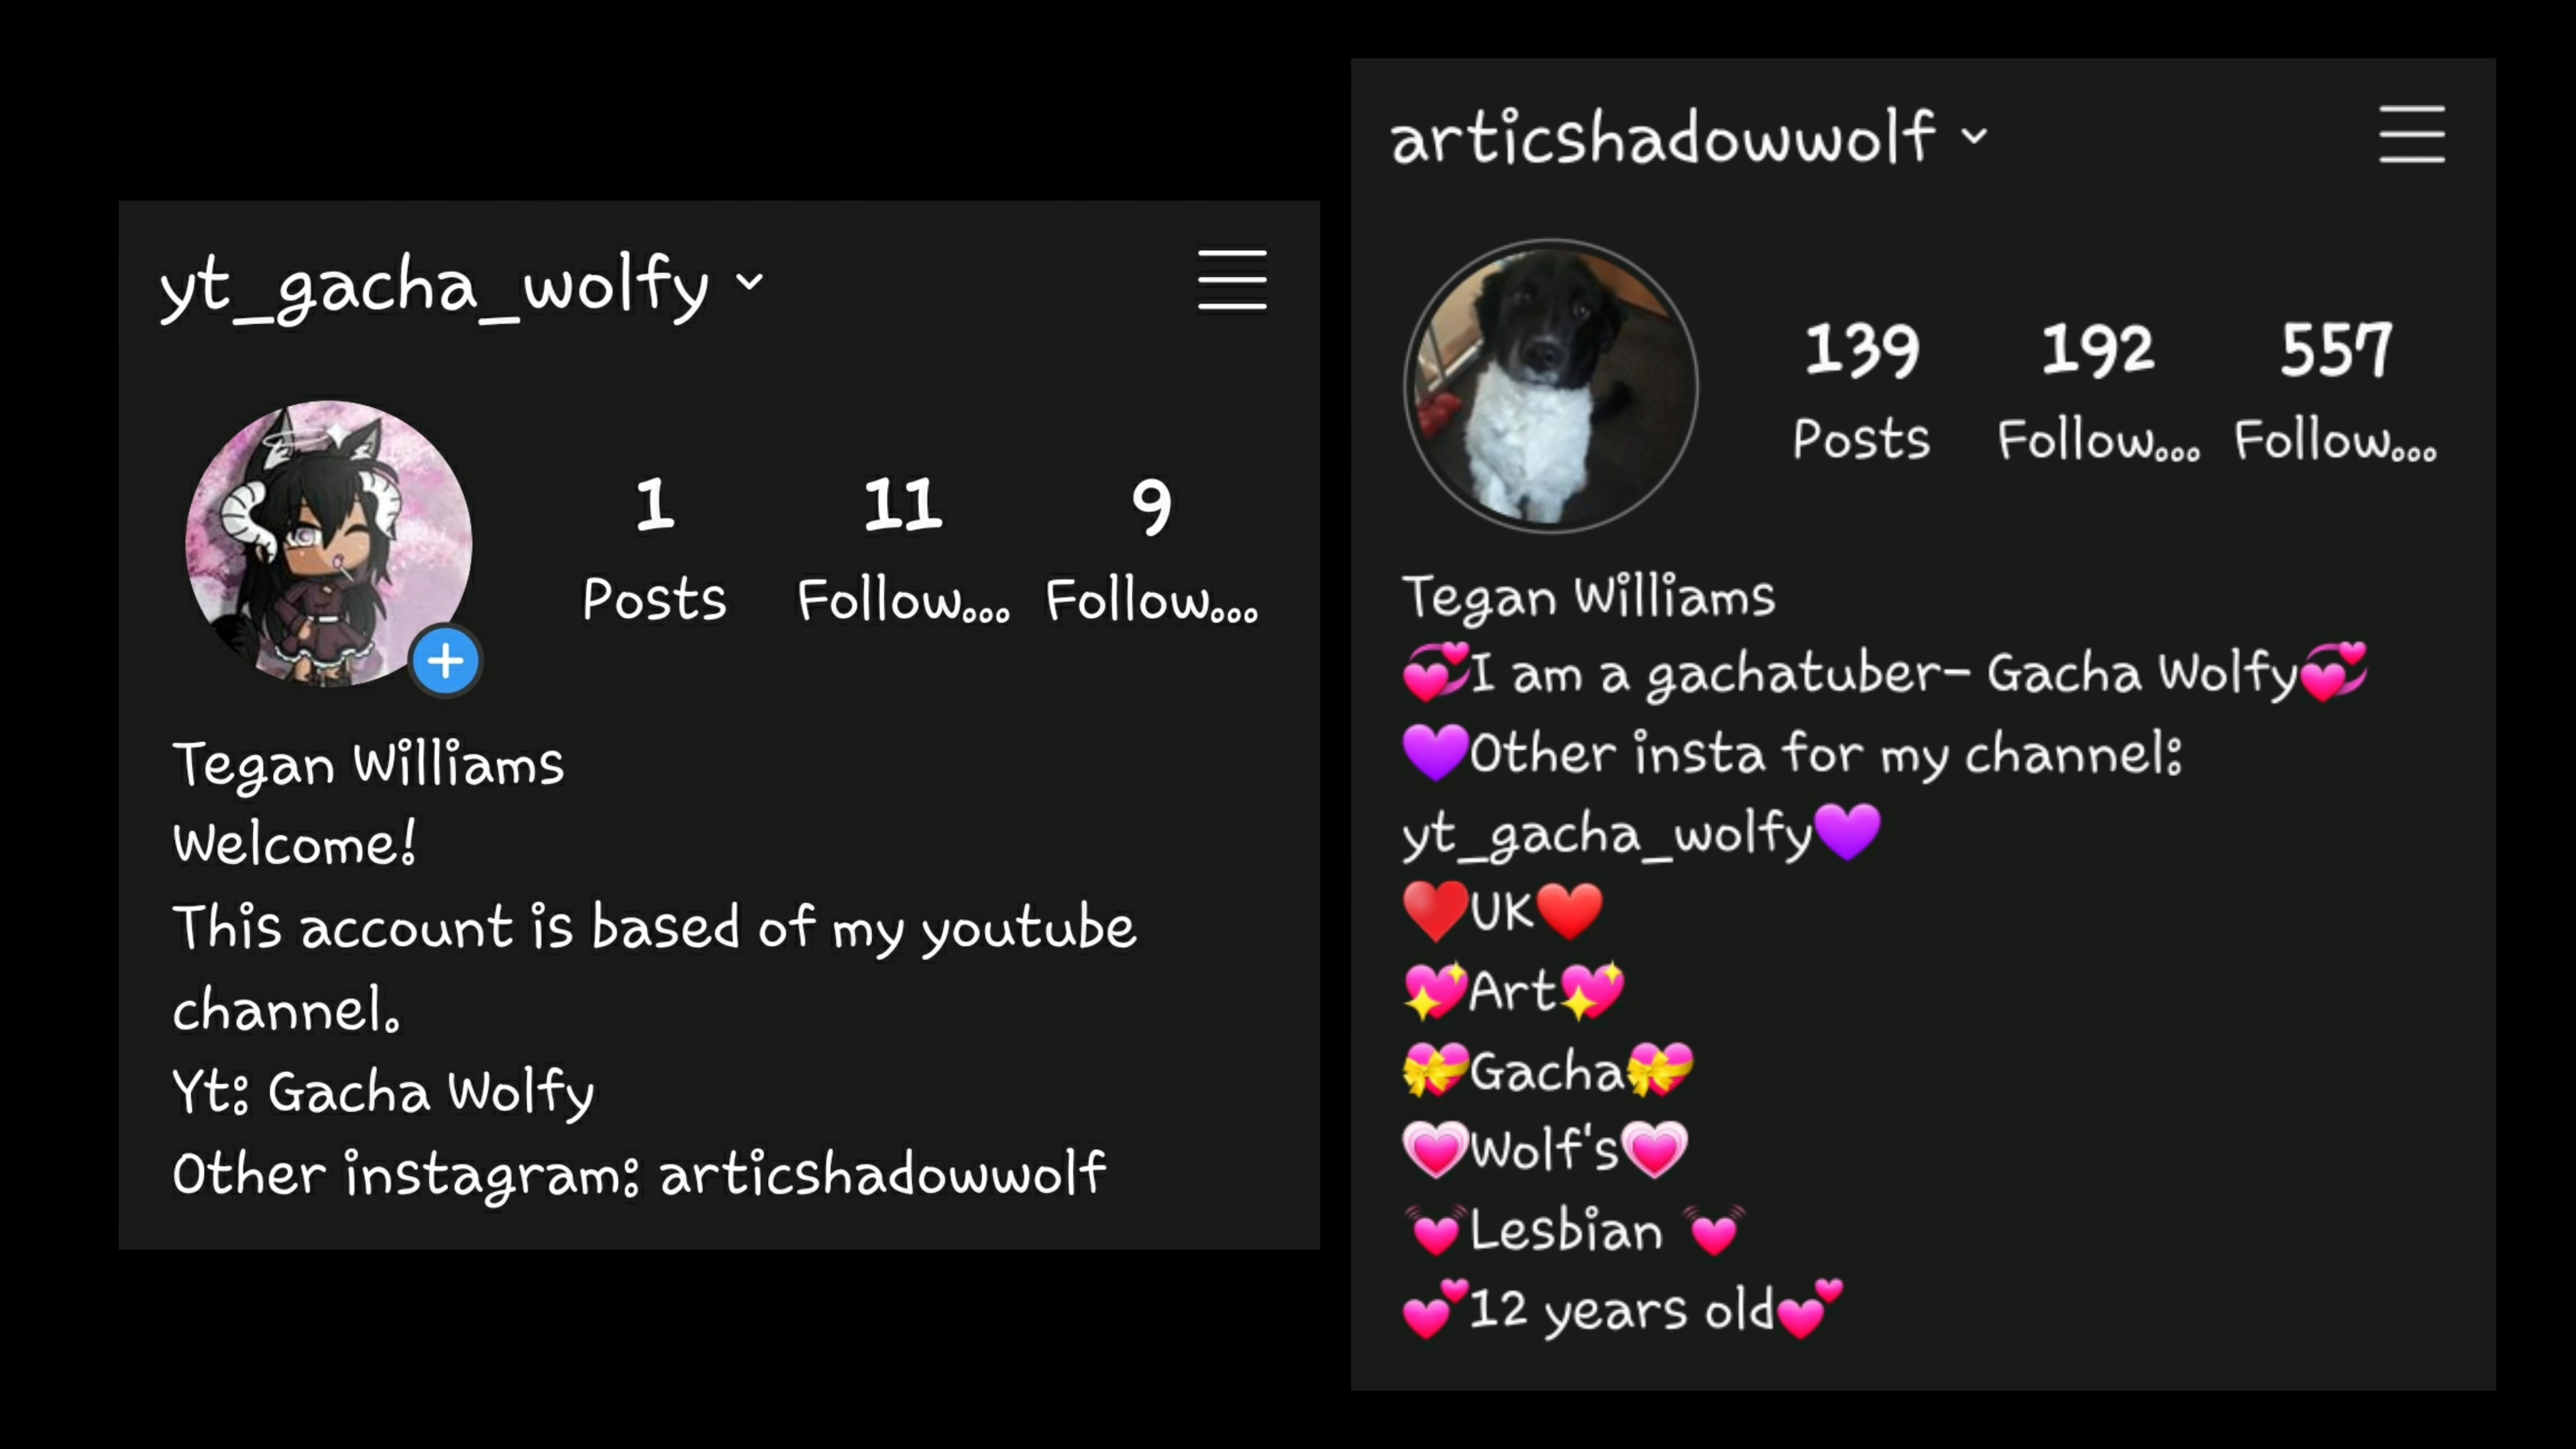 yt_gacha_wolfy
1 11 9
Posts Follow... Follow...
Tegan Williams
Welcome!
This account is based of my youtube
channel.
Yt: Gacha Wolfy
Other instagram: articshadowwolf
articshadowwolf
139 192 557
Posts Follow... Follow...
Tegan Williams
💞I am a gachatuber- Gacha Wolfy💞
💜Other insta for my channel:
yt_gacha_wolfy💜
❤️UK❤️
💖Art💖
💝Gacha💝
💗Wolf's💗
💓Lesbian 💓
💕12 years old💕